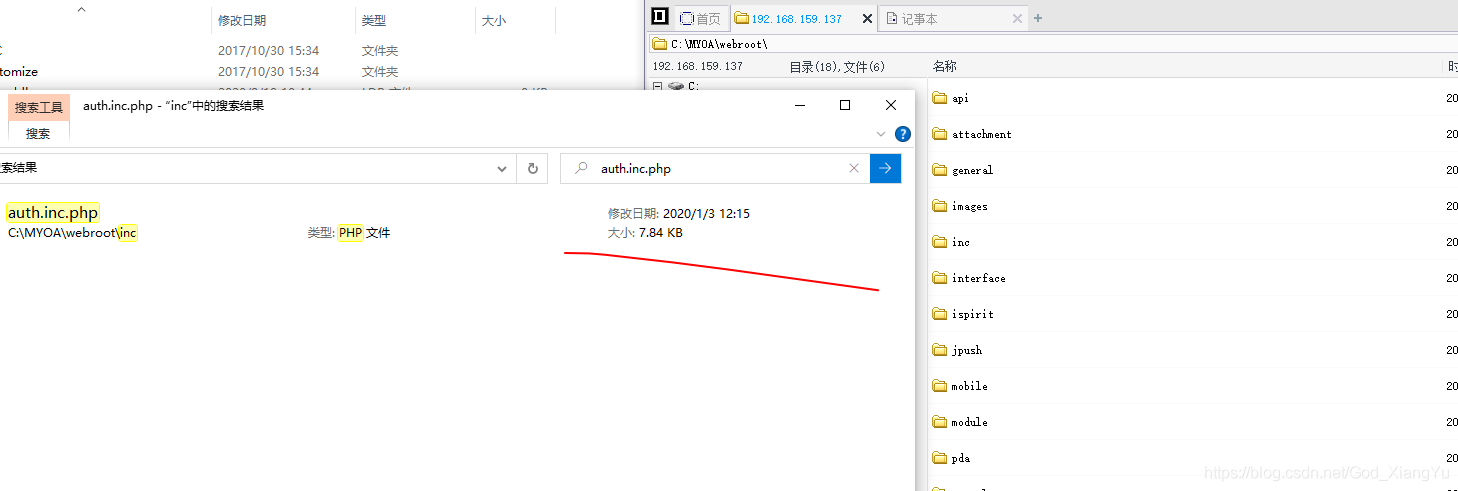 修改日期 类型 大小
2017/10/30 15:34 文件夹
tomize 2017/10/30 15:34 文件夹
搜索工具 auth.inc.php - "inc"中的搜索结果
搜索
索结果 auth.inc.php
auth.inc.php 修改日期: 2020/1/3 12:15
C:\MYOA\webroot\inc 类型: PHP 文件 大小: 7.84 KB
首页 192.168.159.137 记事本
C:\MYOA\webroot\
192.168.159.137 目录(18),文件(6) 名称 时
C:
api 20
attachment 20
general 20
images 20
inc 20
interface 20
ispirit 20
jpush 20
mobile 20
module 20
pda 20
https://blog.csdn.net/God_XiangYu